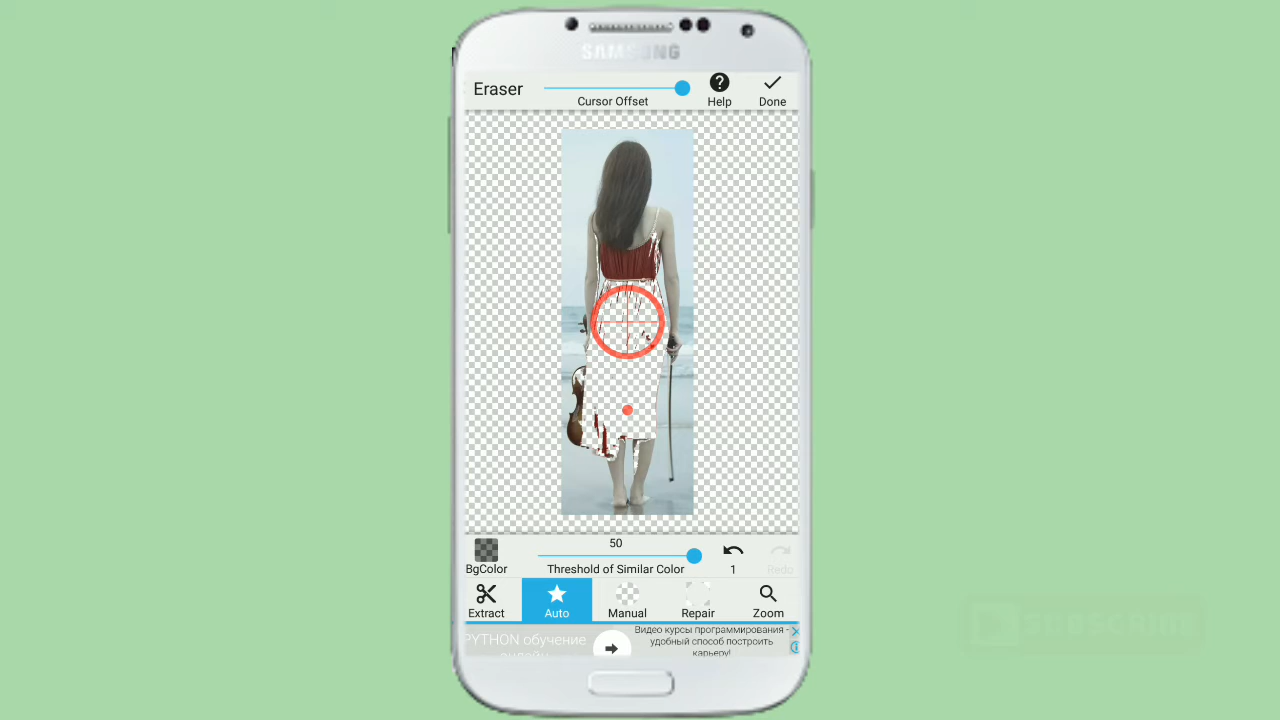 SAMSUNG
Eraser
Cursor Offset
Help
Done
50
BgColor
Threshold of Similar Color
1
Redo
Extract
Auto
Manual
Repair
Zoom
PYTHON обучение
онлайн
Видео курсы программирования -
удобный способ построить
карьеру!